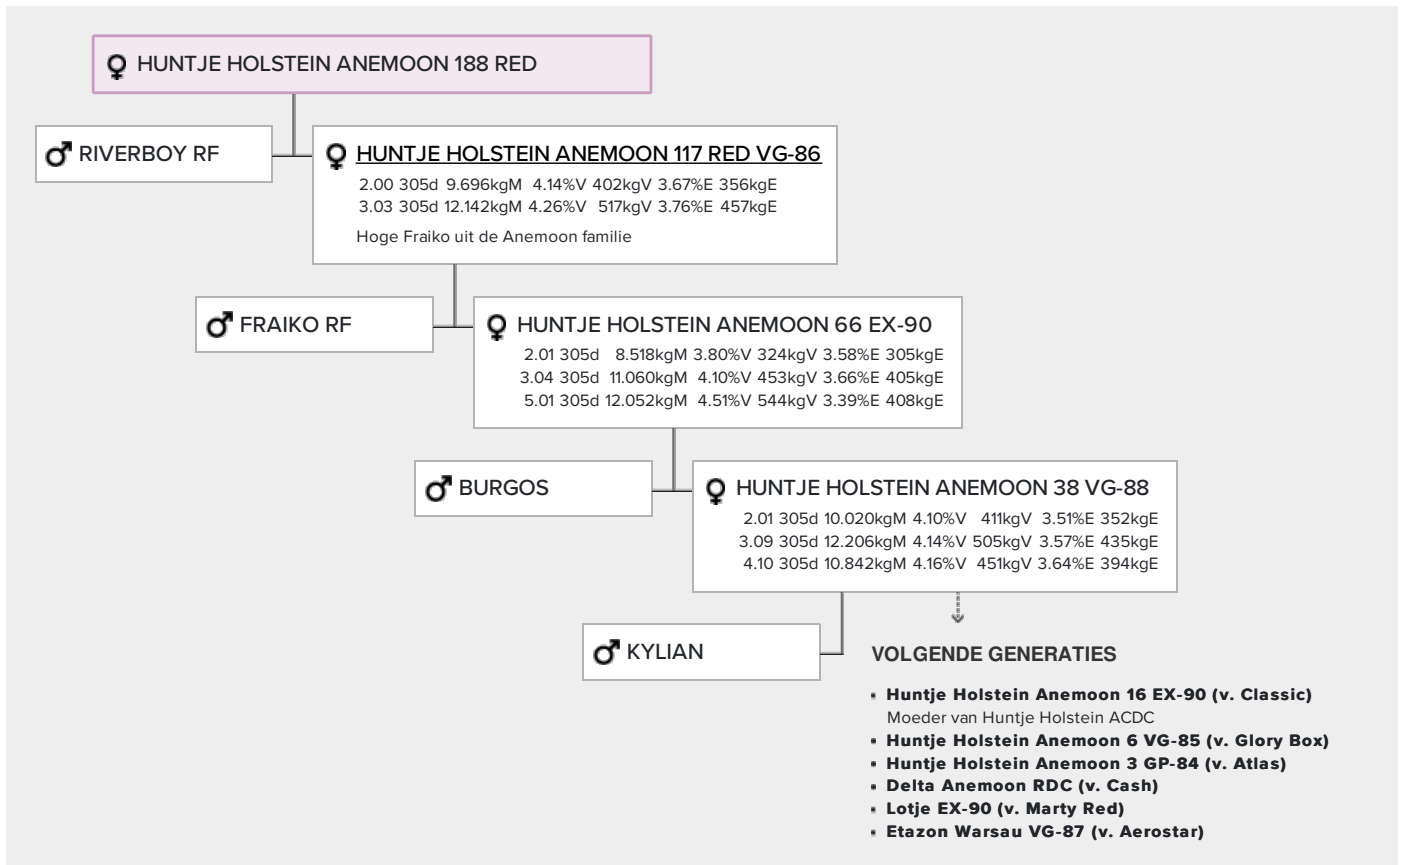 HUNTJE HOLSTEIN ANEMOON 188 RED
RIVERBOY RF
HUNTJE HOLSTEIN ANEMOON 117 RED VG-86
2.00 305d 9.696kgM 4.14%V 402kgV 3.67%E 356kgE
3.03 305d 12.142kgM 4.26%V 517kgV 3.76%E 457kgE
Hoge Fraiko uit de Anemoon familie
FRAIKO RF
HUNTJE HOLSTEIN ANEMOON 66 EX-90
2.01 305d 8.518kgM 3.80%V 324kgV 3.58%E 305kgE
3.04 305d 11.060kgM 4.10%V 453kgV 3.66%E 405kgE
5.01 305d 12.052kgM 4.51%V 544kgV 3.39%E 408kgE
BURGOS
HUNTJE HOLSTEIN ANEMOON 38 VG-88
2.01 305d 10.020kgM 4.10%V 411kgV 3.51%E 352kgE
3.09 305d 12.206kgM 4.14%V 505kgV 3.57%E 435kgE
4.10 305d 10.842kgM 4.16%V 451kgV 3.64%E 394kgE
KYLIAN
VOLGENDE GENERATIES
• Huntje Holstein Anemoon 16 EX-90 (v. Classic)
Moeder van Huntje Holstein ACDC
• Huntje Holstein Anemoon 6 VG-85 (v. Glory Box)
• Huntje Holstein Anemoon 3 GP-84 (v. Atlas)
• Delta Anemoon RDC (v. Cash)
• Lotje EX-90 (v. Marty Red)
• Etazon Warsau VG-87 (v. Aerostar)